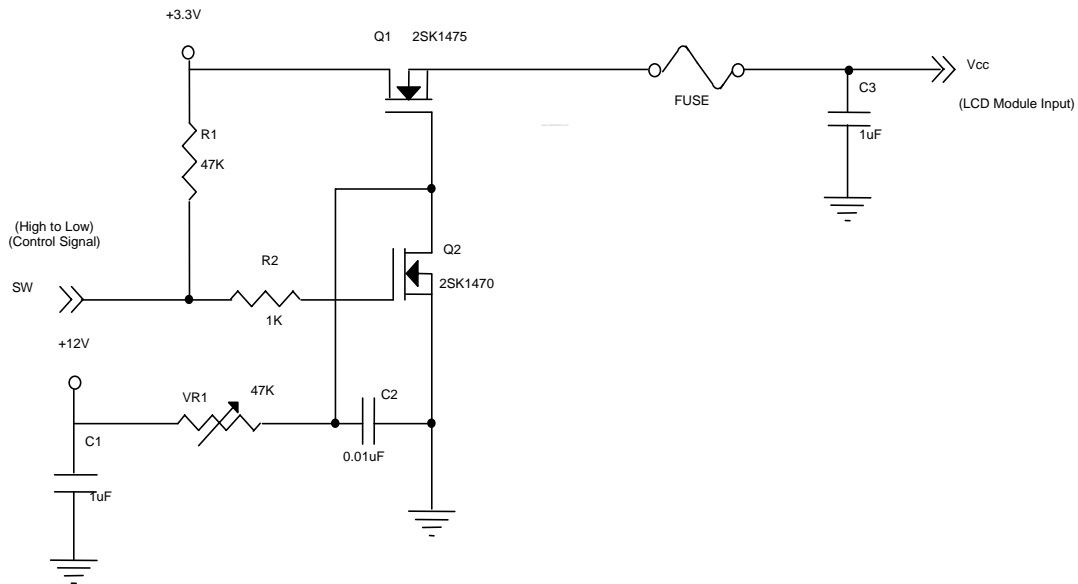 +3.3V
Q1 2SK1475
Vcc
C3
FUSE
(LCD Module Input)
R1
1uF
47K
(High to Low)
(Control Signal)
Q2
R2
2SK1470
SW
1K
+12V
47K
VR1
C2
C1
0.01uF
1uF